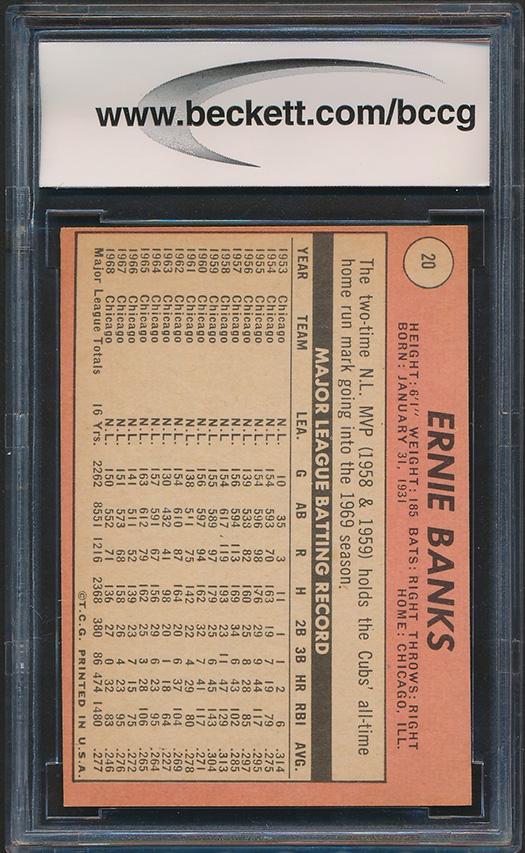 www.beckett.com/bccg
20
ERNIE BANKS
HEIGHT: 6'1" WEIGHT: 185 BATS: RIGHT THROWS: RIGHT
BORN: JANUARY 31, 1931 HOME: CHICAGO, ILL.
The two-time N.L. MVP (1958 & 1959) holds the Cubs' all-time
home run mark going into the 1969 season.
MAJOR LEAGUE BATTING RECORD
YEAR TEAM LEA. G AB R H 2B 3B HR RBI AVG.
1953 Chicago N.L. 10 35 3 11 1 1 2 6 .314
1954 Chicago N.L. 154 593 70 163 19 7 19 79 .275
1955 Chicago N.L. 154 596 98 176 29 9 44 117 .295
1956 Chicago N.L. 139 538 82 160 25 8 28 85 .297
1957 Chicago N.L. 156 594 113 169 34 6 43 102 .285
1958 Chicago N.L. 154 617 119 193 23 11 47 129 .313
1959 Chicago N.L. 155 589 97 179 25 6 45 143 .304
1960 Chicago N.L. 156 597 94 162 32 7 41 117 .271
1961 Chicago N.L. 138 511 75 142 22 4 29 80 .278
1962 Chicago N.L. 154 610 87 164 20 6 37 104 .269
1963 Chicago N.L. 130 432 41 98 20 1 18 64 .227
1964 Chicago N.L. 157 591 67 156 29 6 23 95 .264
1965 Chicago N.L. 163 612 79 162 25 3 28 106 .265
1966 Chicago N.L. 141 511 52 139 23 7 15 75 .272
1967 Chicago N.L. 151 573 68 158 26 4 23 95 .276
1968 Chicago N.L. 150 552 71 136 27 0 32 83 .246
Major League Totals 16 Yrs. 2262 8551 1216 2368 380 86 474 1480 .277
©T.C.G. PRINTED IN U.S.A.